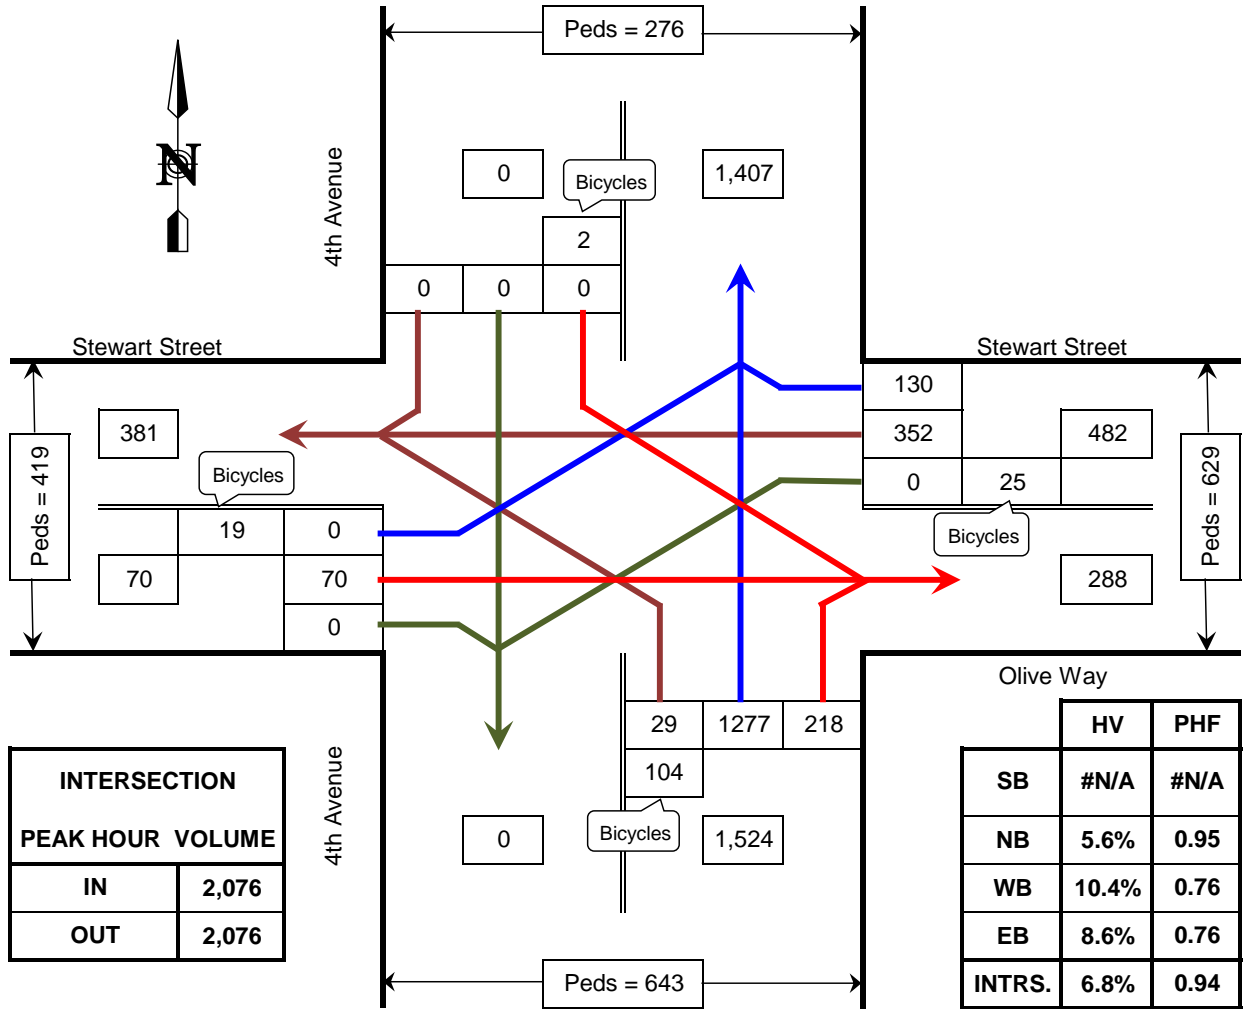 Peds = 276
N
4th Avenue
0
Bicycles
1,407
2
0 0 0
Stewart Street
Stewart Street
130
381
352 482
Peds = 419
Bicycles
0 25
Peds = 629
19 0
Bicycles
70 70
288
0
Olive Way
29 1277 218
HV PHF
INTERSECTION
PEAK HOUR VOLUME
IN 2,076
OUT 2,076
4th Avenue
104
Bicycles
0
1,524
SB #N/A #N/A
NB 5.6% 0.95
WB 10.4% 0.76
EB 8.6% 0.76
INTRS. 6.8% 0.94
Peds = 643